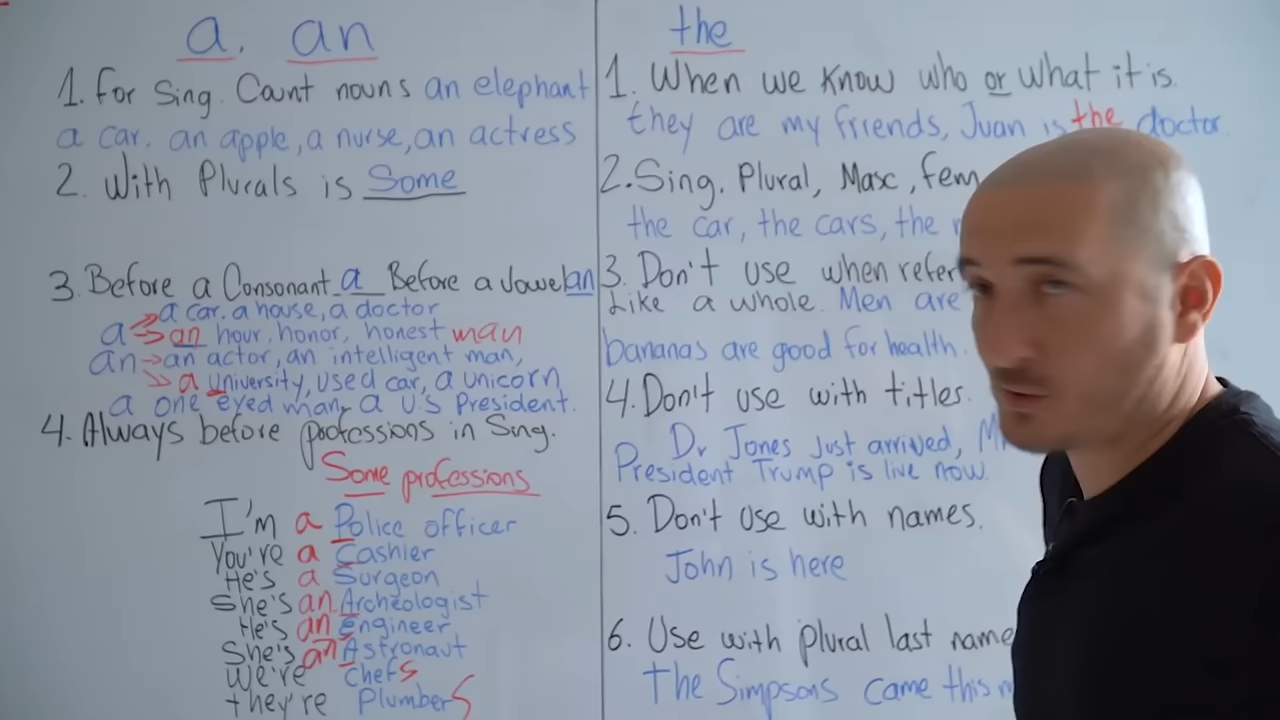 a. an
1. For Sing. Count nouns an elephant
a car. an apple, a nurse, an actress
2. With Plurals is Some
3. Before a Consonant a Before a Vowel an
a car. a house, a doctor
a an hour, honor, honest man
an an actor, an intelligent man,
a university, used car, a unicorn
a one eyed man, a U.S President.
4. Always before professions in Sing.
Some professions
I'm a Police officer
You're a Cashier
He's a Surgeon
She's an Archeologist
He's an Engineer
She's an Astronaut
We're chefs
they're Plumbers
the
1. When we Know who or what it is.
they are my friends, Juan is the doctor.
2. Sing. Plural, Masc, fem
the car, the cars, the
3. Don't use when refer
Like a whole. Men are
bananas are good for health.
4. Don't use with titles.
Dr Jones Just arrived,
President Trump is live now.
5. Don't use with names.
John is here
6. Use with plural last name
the Simpsons came this